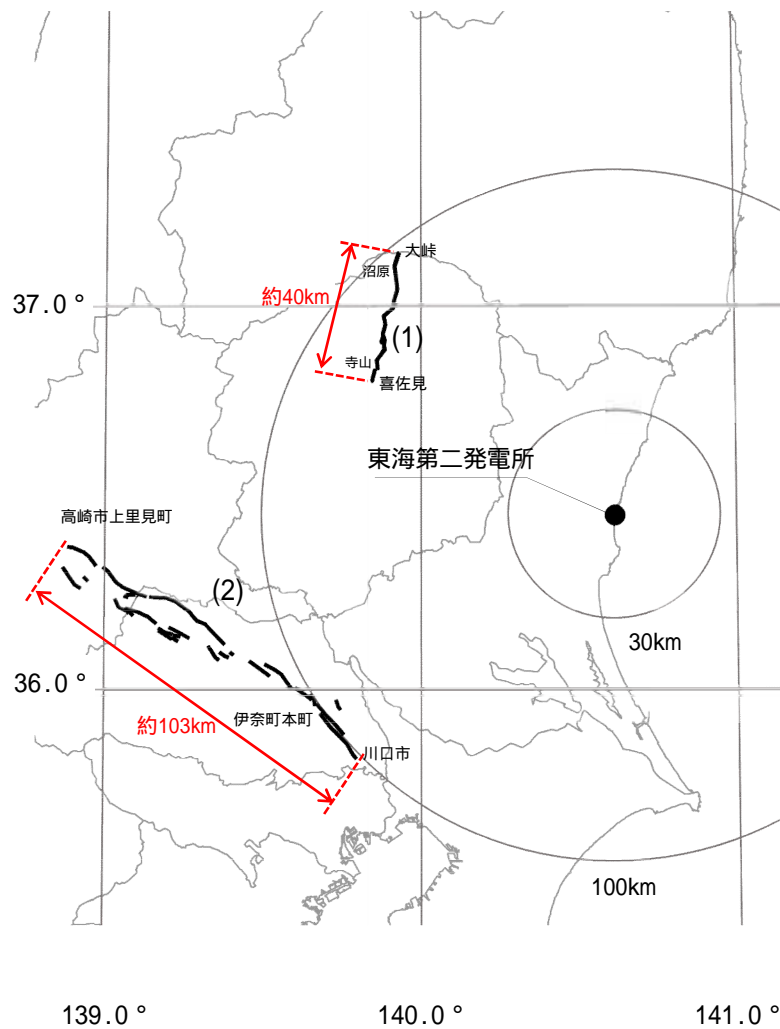 大峠
沼原
37.0°
約40km
(1)
寺山
喜佐見
東海第二発電所
高崎市上里見町
(2)
30km
36.0°
伊奈町本町
約103km
川口市
100km
139.0°
140.0°
141.0°